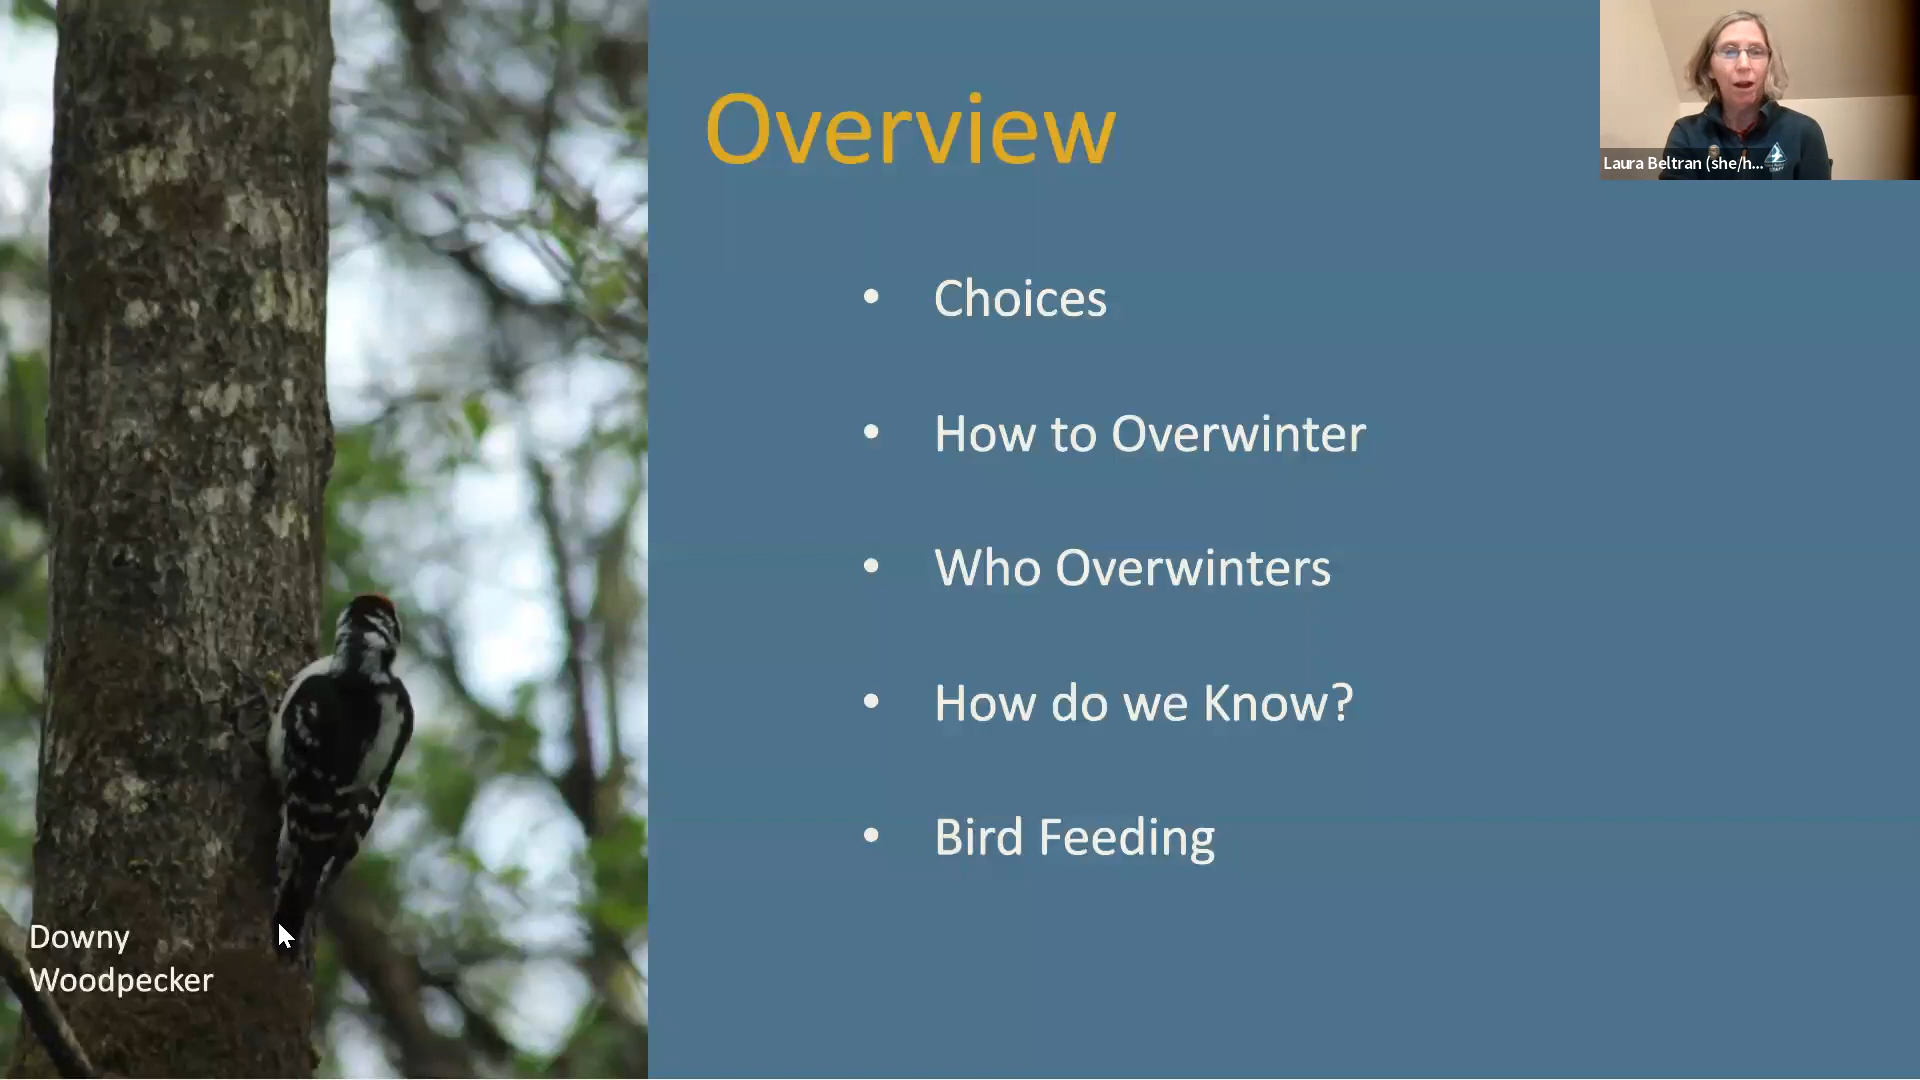 Overview
• Choices
• How to Overwinter
• Who Overwinters
• How do we Know?
• Bird Feeding
Downy
Woodpecker
Laura Beltran (she/h...